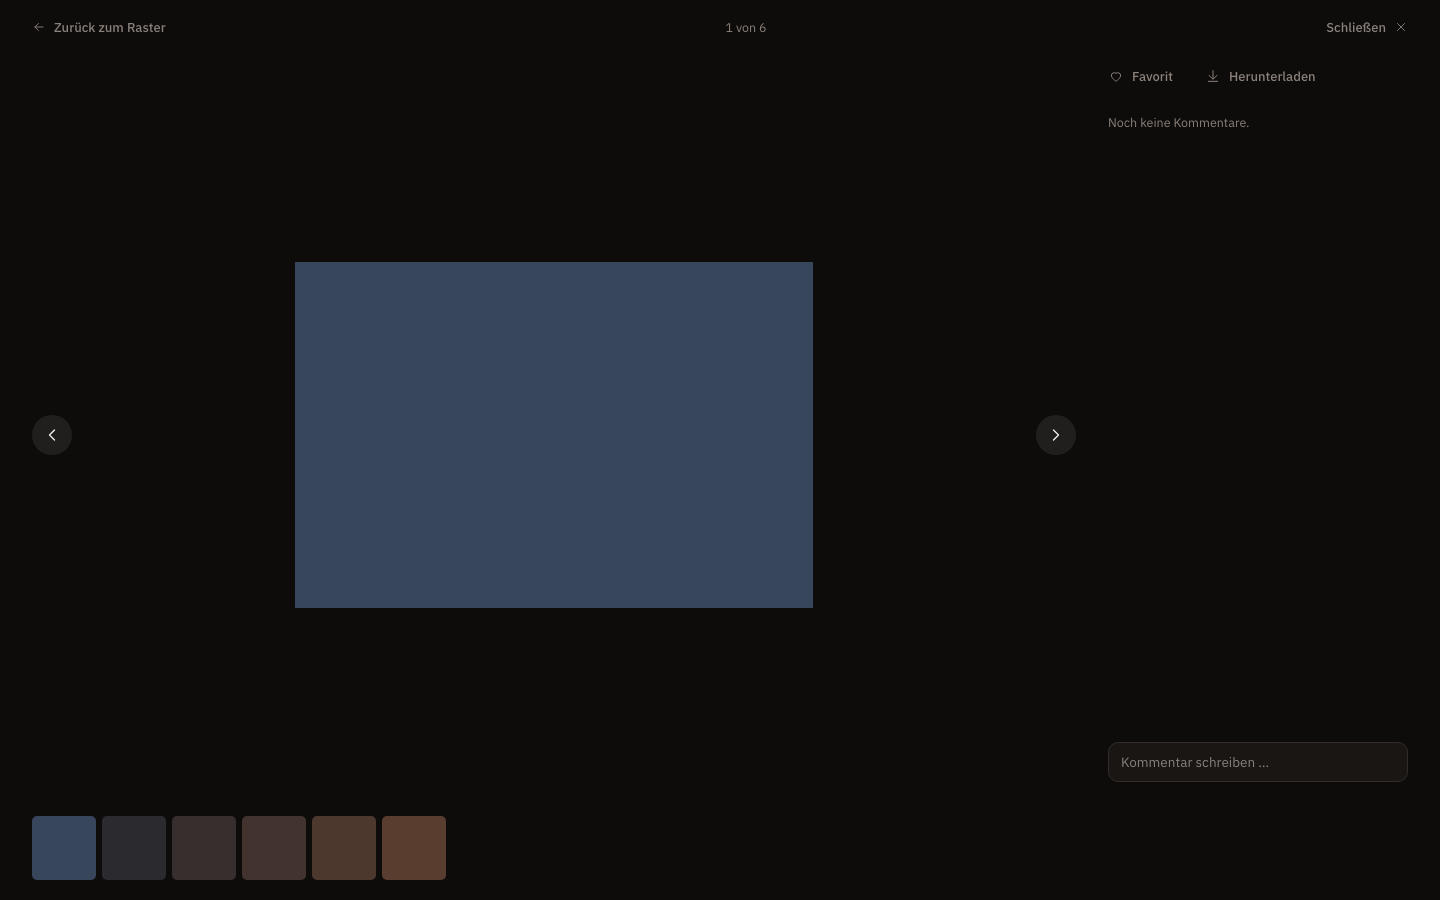 Zurück zum Raster
1 von 6
Schließen
Favorit
Herunterladen
Noch keine Kommentare.
Kommentar schreiben ...